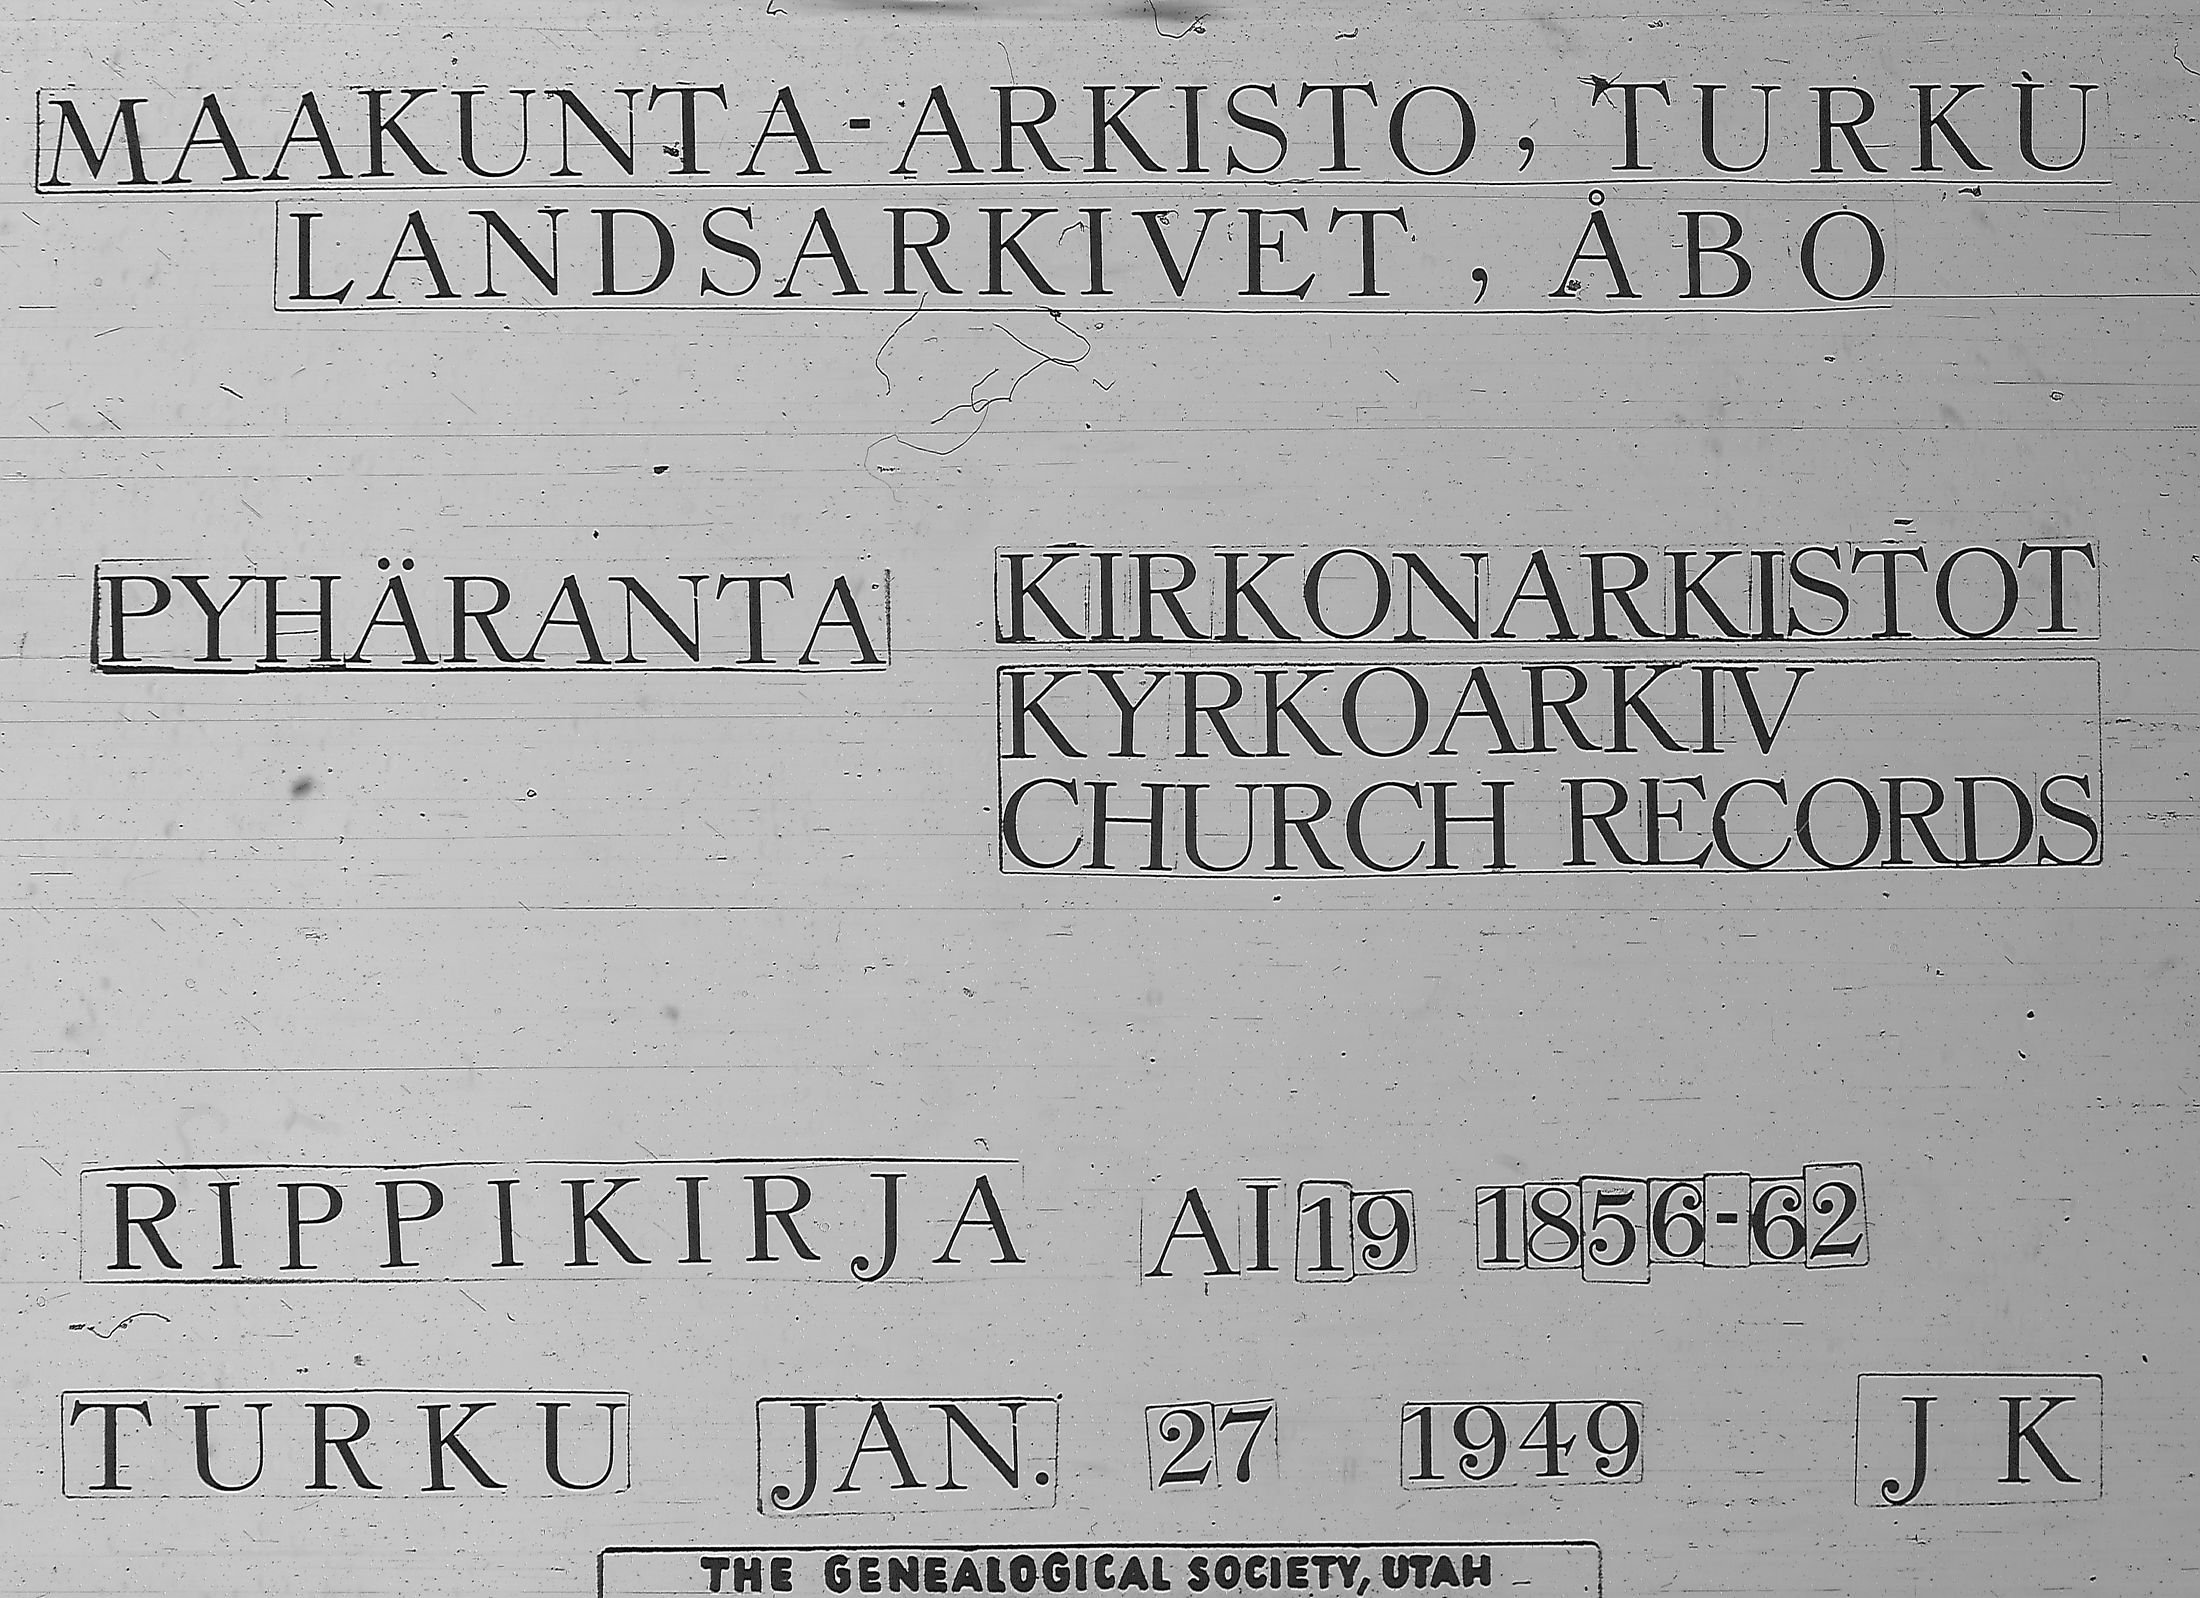 MAAKUNTA-ARKISTO, TURKU
LANDSARKIVET, ÅBO
PYHÄRANTA
KIRKONARKISTOT
KYRKOARKIV
CHURCH RECORDS
RIPPIKIRJA AI 19 1856-62
TURKU JAN. 27 1949 J K
THE GENEALOGICAL SOCIETY, UTAH